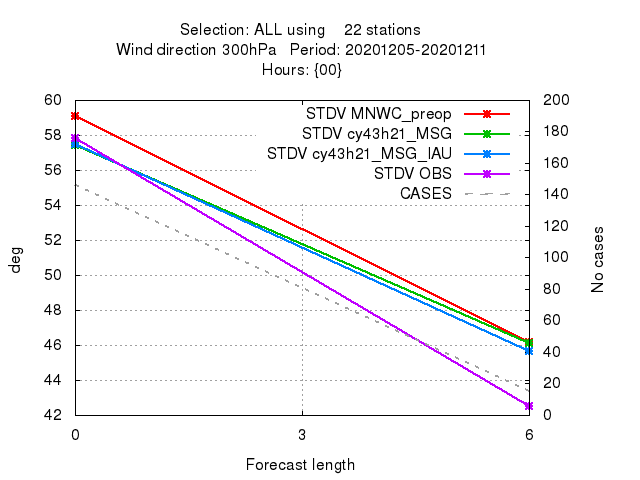 Selection: ALL using 22 stations
Wind direction 300hPa Period: 20201205-20201211
Hours: {00}
60 200
STDV MNWC_preop
58 180
STDV cy43h21_MSG
STDV cy43h21_MSG_IAU
56 160
STDV OBS
CASES
54 140
52 120
50 100
48 80
46 60
40
44 20
42 0
deg
No cases
0 3 6
Forecast length